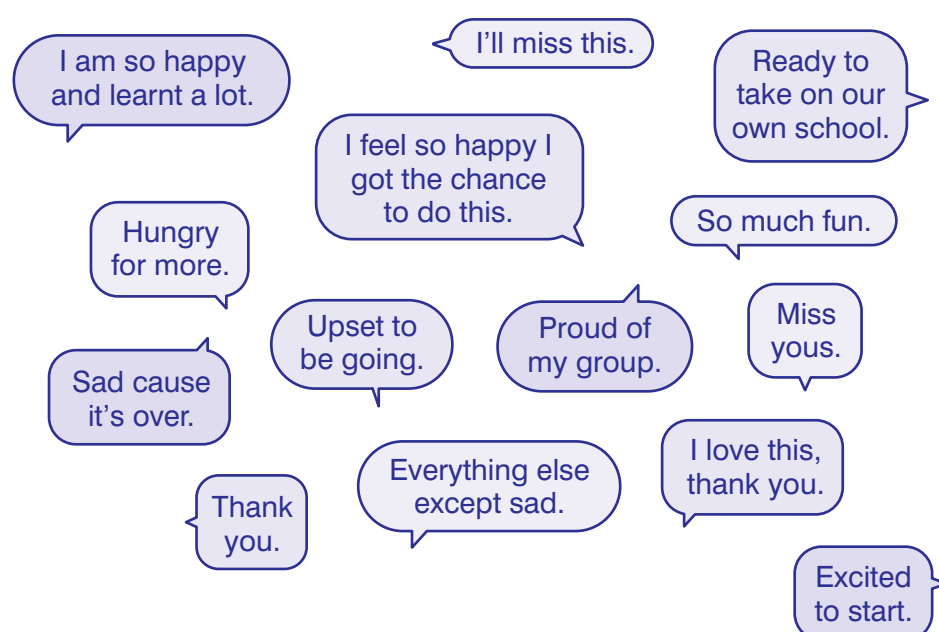 I'll miss this.
I am so happy
and learnt a lot.
Ready to
take on our
own school.
I feel so happy I
got the chance
to do this.
So much fun.
Hungry
for more.
Upset to
be going.
Proud of
my group.
Miss
yous.
Sad cause
it's over.
Everything else
except sad.
I love this,
thank you.
Thank
you.
Excited
to start.